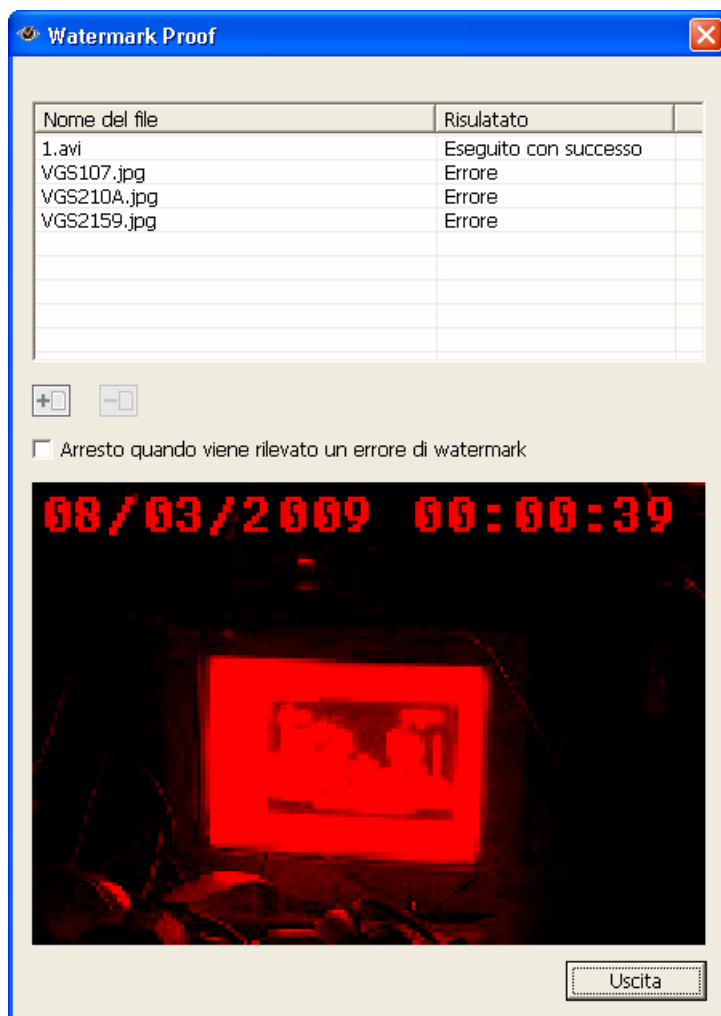 Watermark Proof
Nome del file Risulatato
1.avi Eseguito con successo
VGS107.jpg Errore
VGS210A.jpg Errore
VGS2159.jpg Errore
Arresto quando viene rilevato un errore di watermark
08/03/2009 00:00:39
Uscita